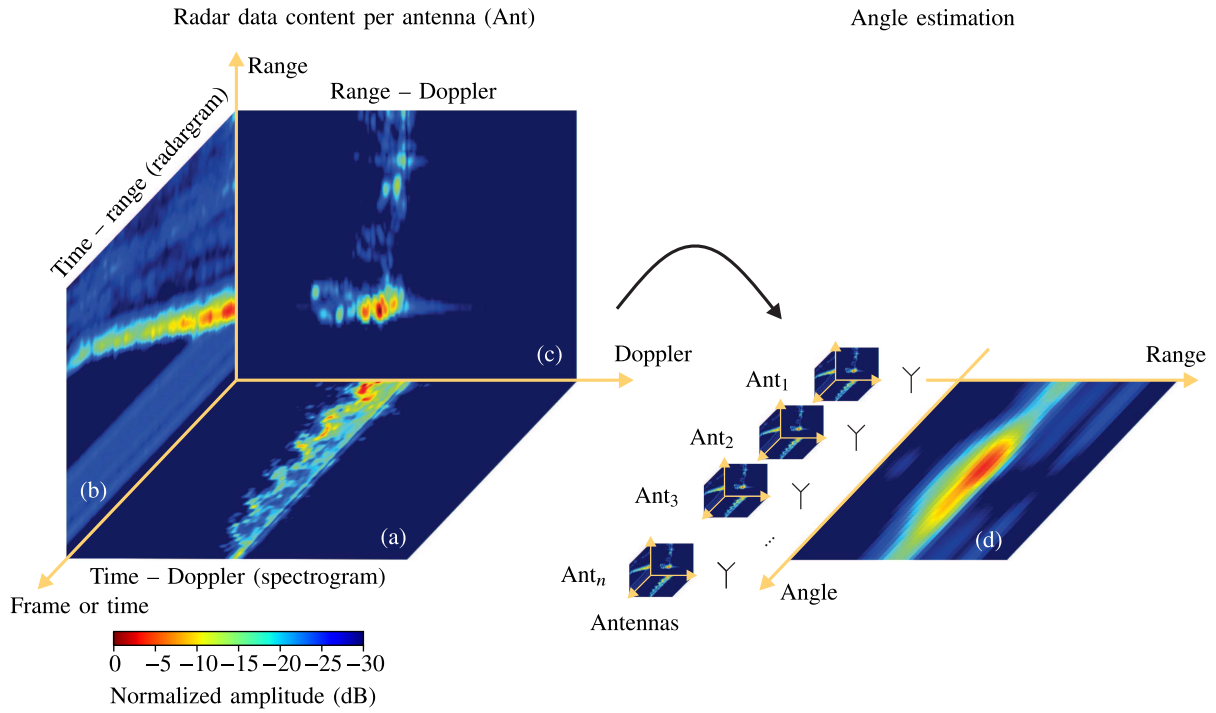 Radar data content per antenna (Ant)
Angle estimation
Range
Range – Doppler
Time – range (radargram)
(c)
Doppler
(b)
(a)
Time – Doppler (spectrogram)
Frame or time
0 −5 −10 −15 −20 −25 −30
Normalized amplitude (dB)
Ant₁
Ant₂
Ant₃
...
Antₙ
Antennas
Range
(d)
Angle